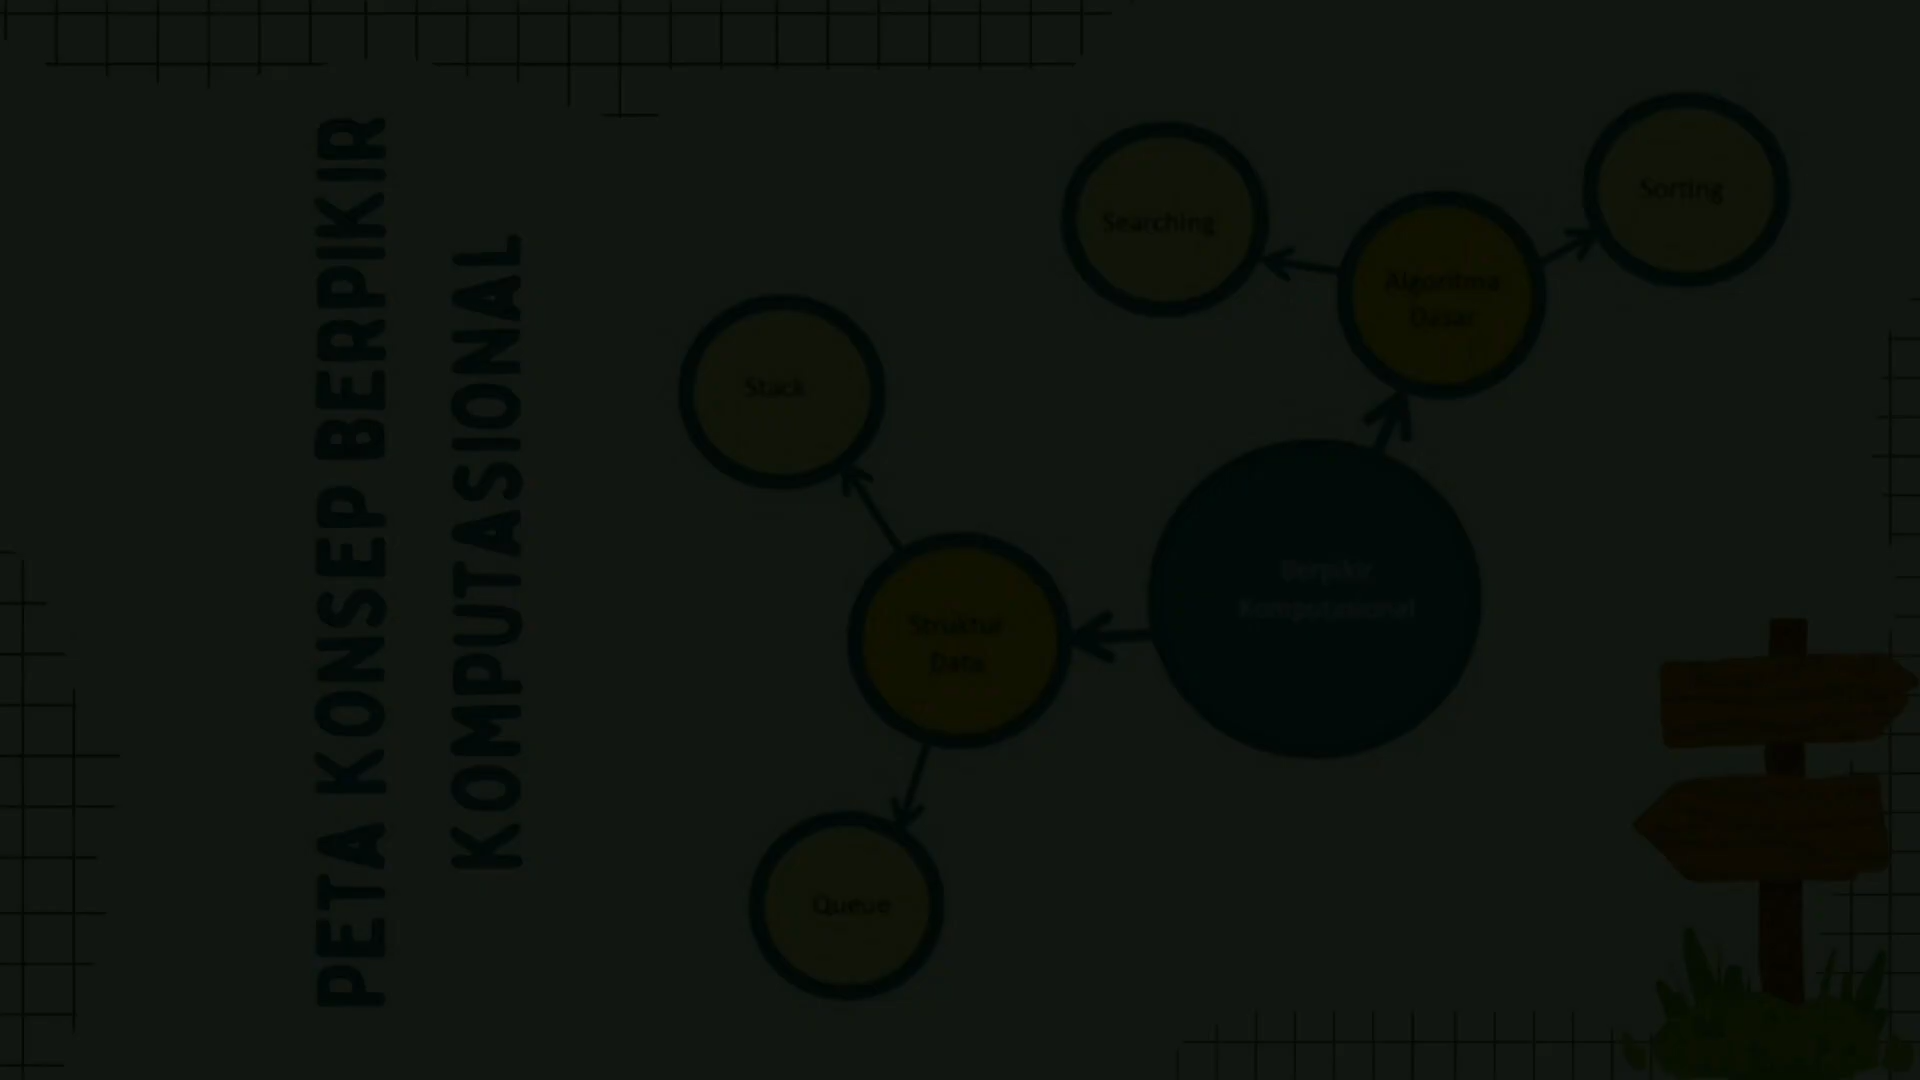 PETA KONSEP BERPIKIR
KOMPUTASIONAL
Searching
Sorting
Algoritma
Dasar
Stack
Berpikir
Komputasional
Struktur
Data
Queue